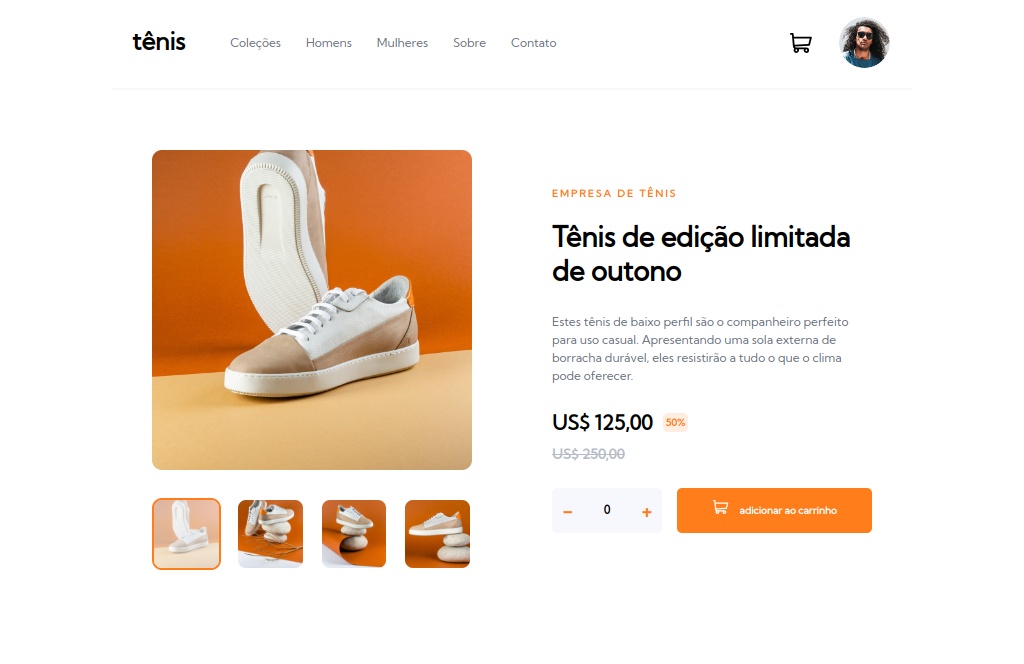 tênis
Coleções
Homens
Mulheres
Sobre
Contato
EMPRESA DE TÊNIS
Tênis de edição limitada
de outono
Estes tênis de baixo perfil são o companheiro perfeito
para uso casual. Apresentando uma sola externa de
borracha durável, eles resistirão a tudo o que o clima
pode oferecer.
US$ 125,00 50%
US$ 250,00
− 0 +
adicionar ao carrinho